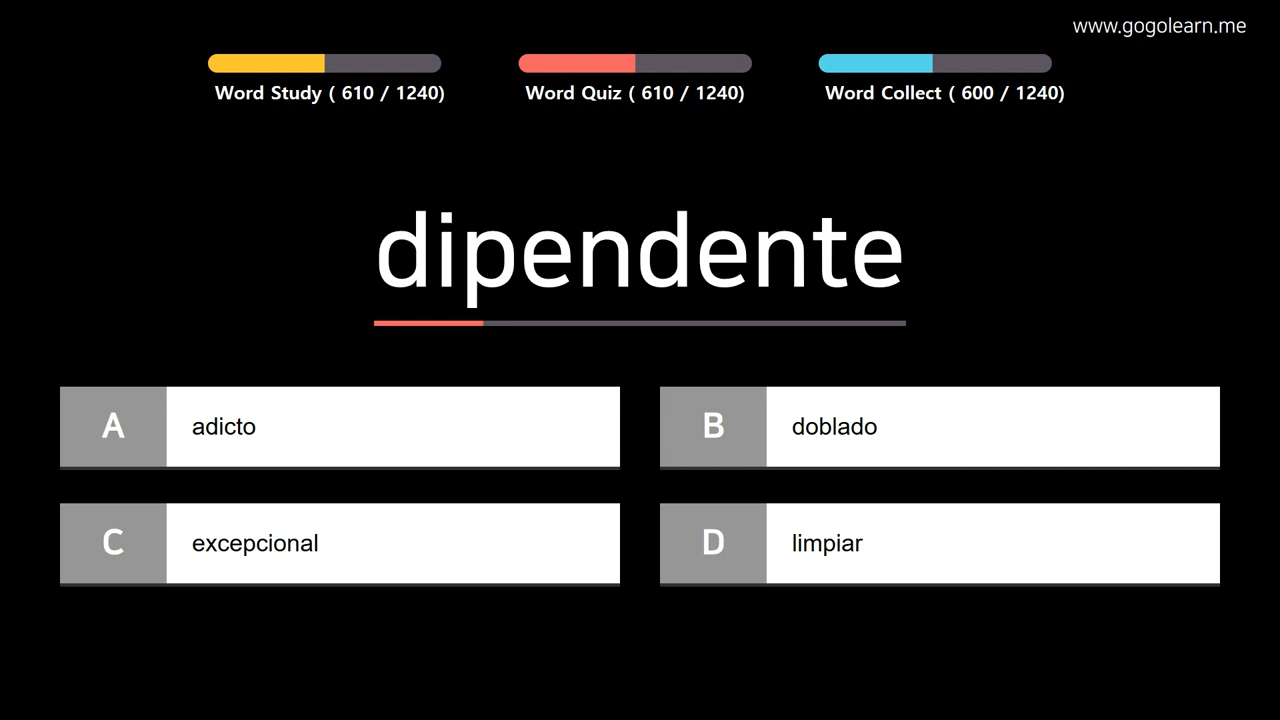 www.gogolearn.me
Word Study ( 610 / 1240)
Word Quiz ( 610 / 1240)
Word Collect ( 600 / 1240)
dipendente
A adicto
B doblado
C excepcional
D limpiar